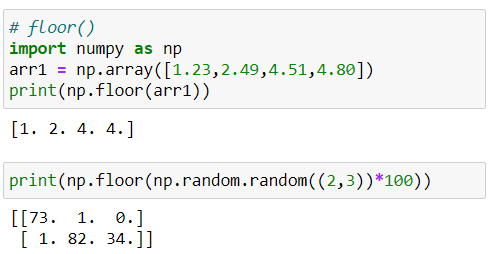 # floor()
import numpy as np
arr1 = np.array([1.23,2.49,4.51,4.80])
print(np.floor(arr1))
[1. 2. 4. 4.]
print(np.floor(np.random.random((2,3))*100))
[[73.  1.  0.]
 [ 1. 82. 34.]]